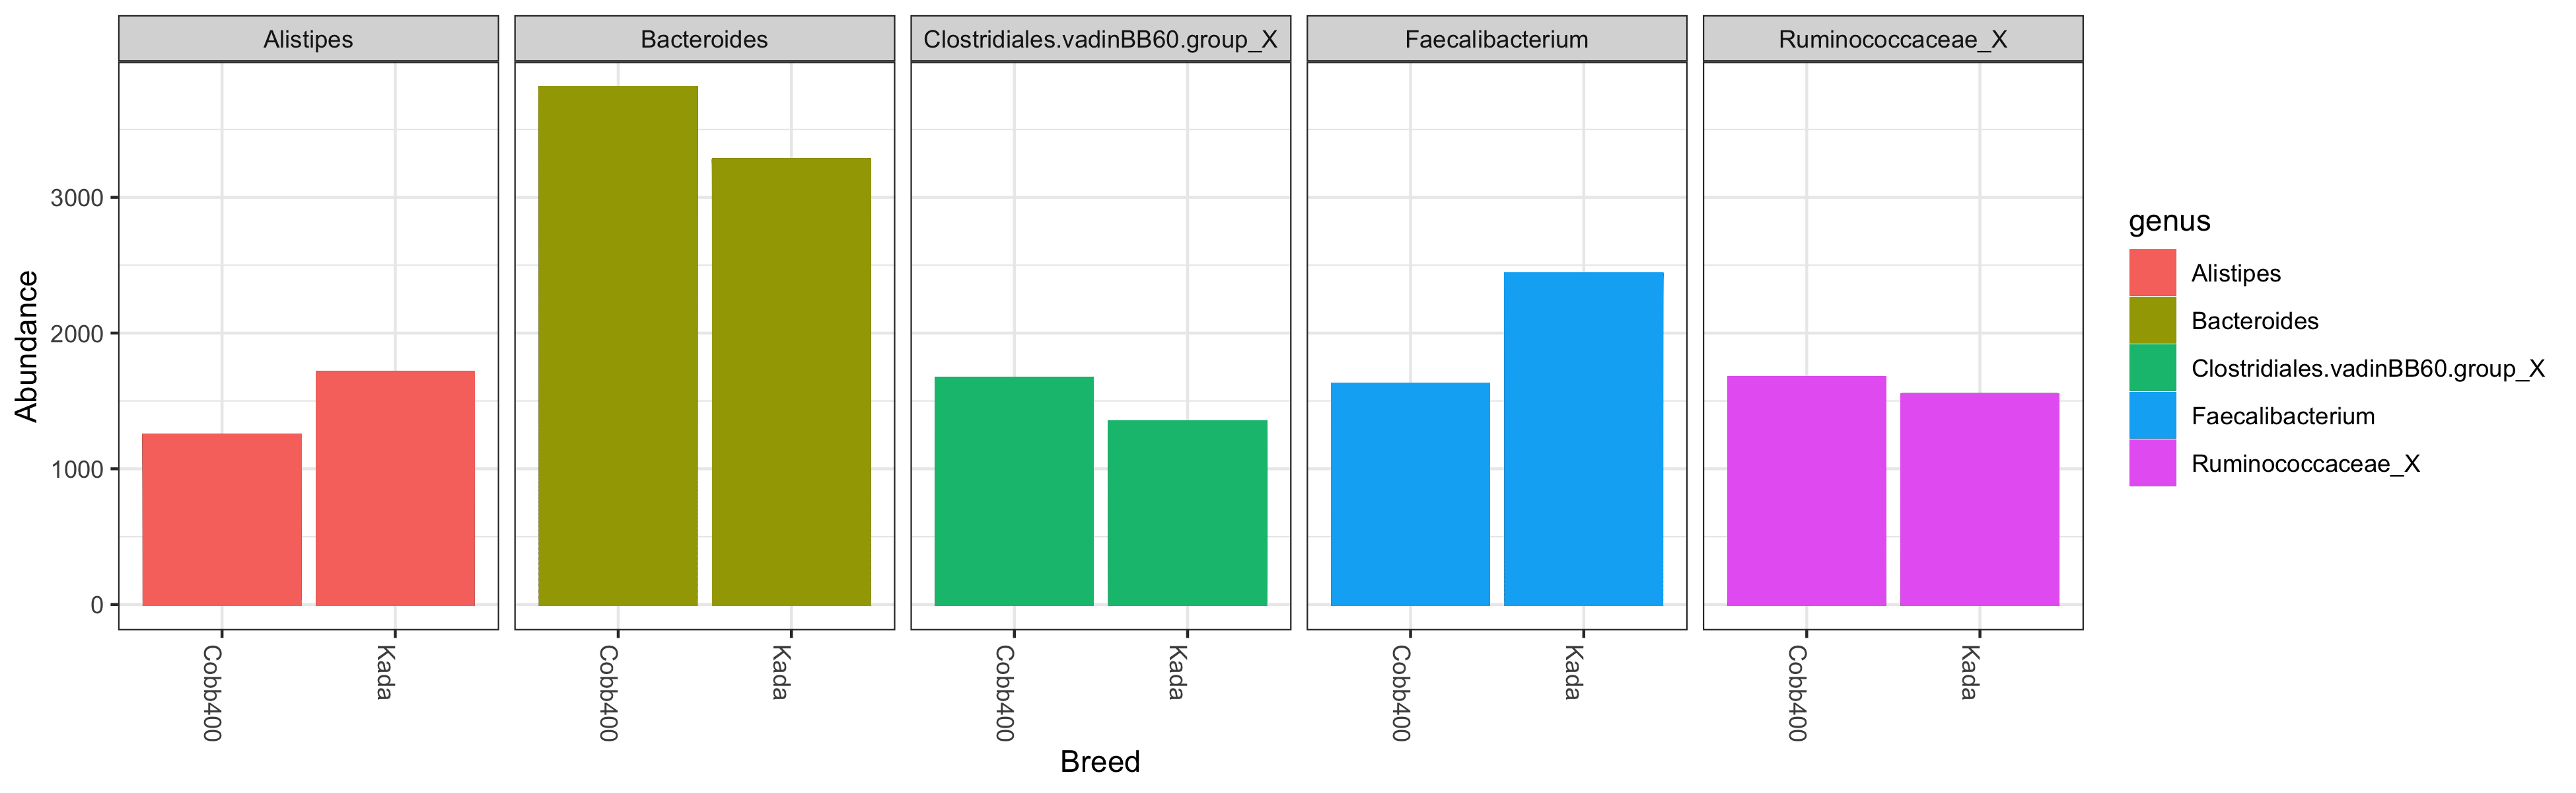 Alistipes
Bacteroides
Clostridiales.vadinBB60.group_X
Faecalibacterium
Ruminococcaceae_X
Abundance
3000
2000
1000
0
Cobb400
Kada
Cobb400
Kada
Cobb400
Kada
Cobb400
Kada
Cobb400
Kada
Breed
genus
Alistipes
Bacteroides
Clostridiales.vadinBB60.group_X
Faecalibacterium
Ruminococcaceae_X